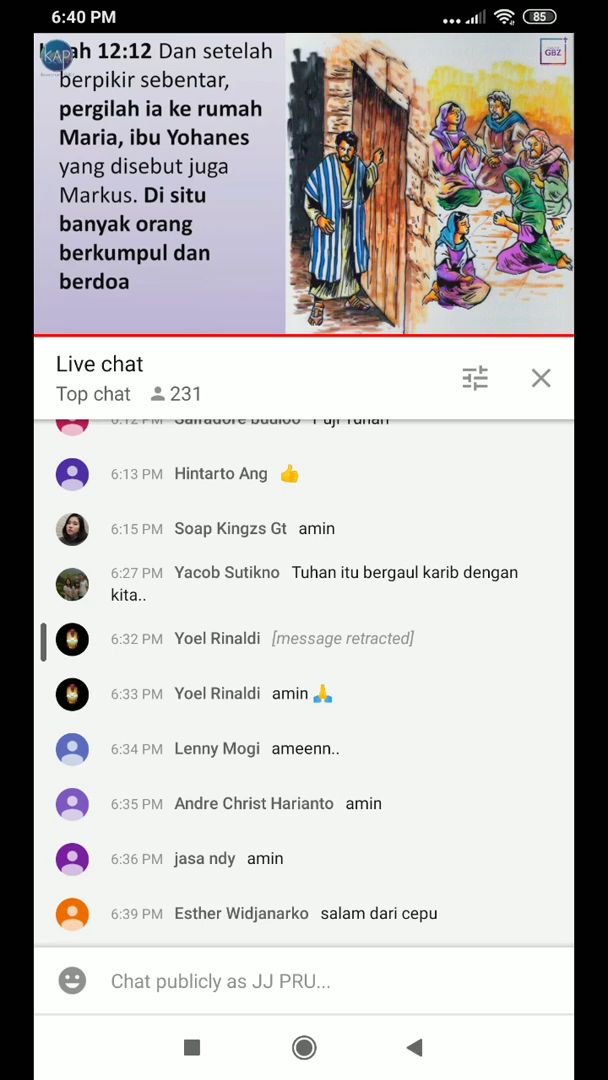 6:40 PM
85
12:12 Dan setelah
KAP
GBZ
berpikir sebentar,
pergilah ia ke rumah
Maria, ibu Yohanes
yang disebut juga
Markus. Di situ
banyak orang
berkumpul dan
berdoa
Live chat
Top chat 231
6:12 PM
6:13 PM Hintarto Ang 👍
6:15 PM Soap Kingzs Gt amin
6:27 PM Yacob Sutikno Tuhan itu bergaul karib dengan
kita..
6:32 PM Yoel Rinaldi [message retracted]
6:33 PM Yoel Rinaldi amin 🙏
6:34 PM Lenny Mogi ameenn..
6:35 PM Andre Christ Harianto amin
6:36 PM jasa ndy amin
6:39 PM Esther Widjanarko salam dari cepu
Chat publicly as JJ PRU...